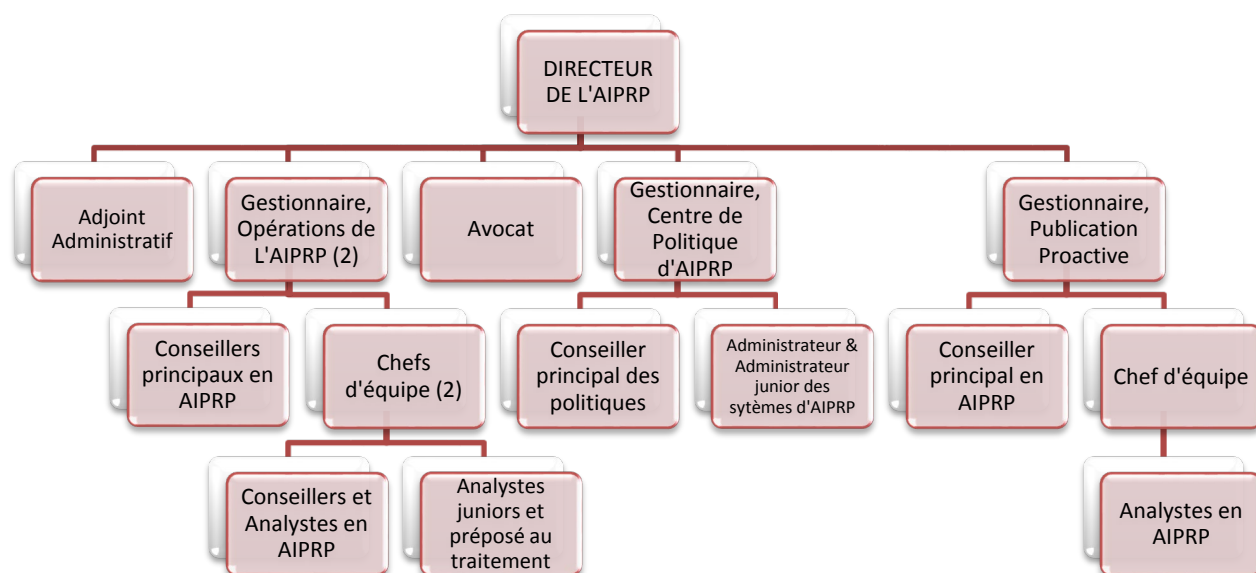 DIRECTEUR
DE L'AIPRP
Adjoint
Administratif
Gestionnaire,
Opérations de
L'AIPRP (2)
Avocat
Gestionnaire,
Centre de
Politique
d'AIPRP
Gestionnaire,
Publication
Proactive
Conseillers
principaux en
AIPRP
Chefs
d'équipe (2)
Conseiller
principal des
politiques
Administrateur &
Administrateur
junior des
sytèmes d'AIPRP
Conseiller
principal en
AIPRP
Chef d'équipe
Conseillers et
Analystes en
AIPRP
Analystes
juniors et
préposé au
traitement
Analystes en
AIPRP